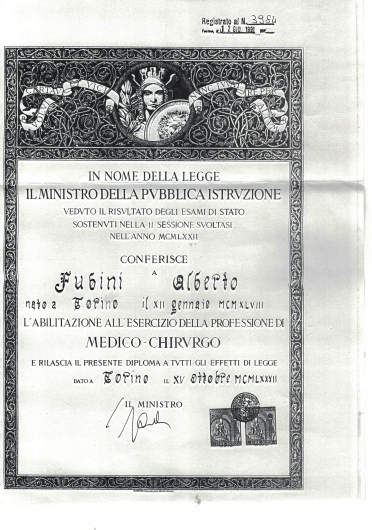 Registrato al N. 3984
Torino,
IN NOME DELLA LEGGE
IL MINISTRO DELLA PVBBLICA ISTRVZIONE
VEDVTO IL RISVLTATO DEGLI ESAMI DI STATO
SOSTENVTI NELLA II SESSIONE SVOLTASI
NELL'ANNO MCMLXXII
CONFERISCE
A
Fubini Alberto
nato a Torino il XII gennaio MCMXLVIII
L'ABILITAZIONE ALL'ESERCIZIO DELLA PROFESSIONE DI
MEDICO-CHIRVRGO
E RILASCIA IL PRESENTE DIPLOMA A TVTTI GLI EFFETTI DI LEGGE
DATO A Torino IL XV Ottobre MCMLXXVII
IL MINISTRO